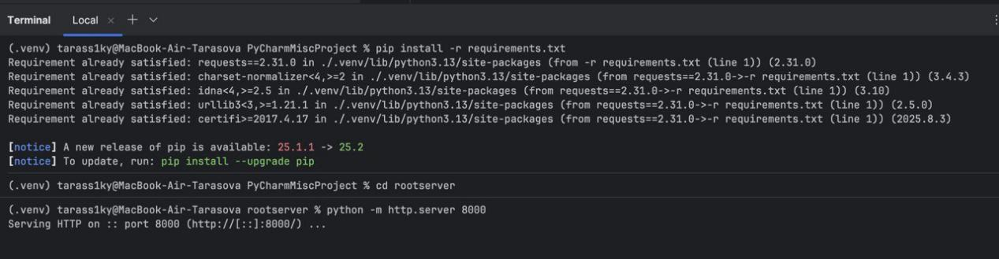 Terminal Local × + ⌄ ⋮
(.venv) tarass1ky@MacBook-Air-Tarasova PyCharmMiscProject % pip install -r requirements.txt
Requirement already satisfied: requests==2.31.0 in ./.venv/lib/python3.13/site-packages (from -r requirements.txt (line 1)) (2.31.0)
Requirement already satisfied: charset-normalizer<4,>=2 in ./.venv/lib/python3.13/site-packages (from requests==2.31.0->-r requirements.txt (line 1)) (3.4.3)
Requirement already satisfied: idna<4,>=2.5 in ./.venv/lib/python3.13/site-packages (from requests==2.31.0->-r requirements.txt (line 1)) (3.10)
Requirement already satisfied: urllib3<3,>=1.21.1 in ./.venv/lib/python3.13/site-packages (from requests==2.31.0->-r requirements.txt (line 1)) (2.5.0)
Requirement already satisfied: certifi>=2017.4.17 in ./.venv/lib/python3.13/site-packages (from requests==2.31.0->-r requirements.txt (line 1)) (2025.8.3)
[notice] A new release of pip is available: 25.1.1 -> 25.2
[notice] To update, run: pip install --upgrade pip
(.venv) tarass1ky@MacBook-Air-Tarasova PyCharmMiscProject % cd rootserver
(.venv) tarass1ky@MacBook-Air-Tarasova rootserver % python -m http.server 8000
Serving HTTP on :: port 8000 (http://[::]:8000/) ...